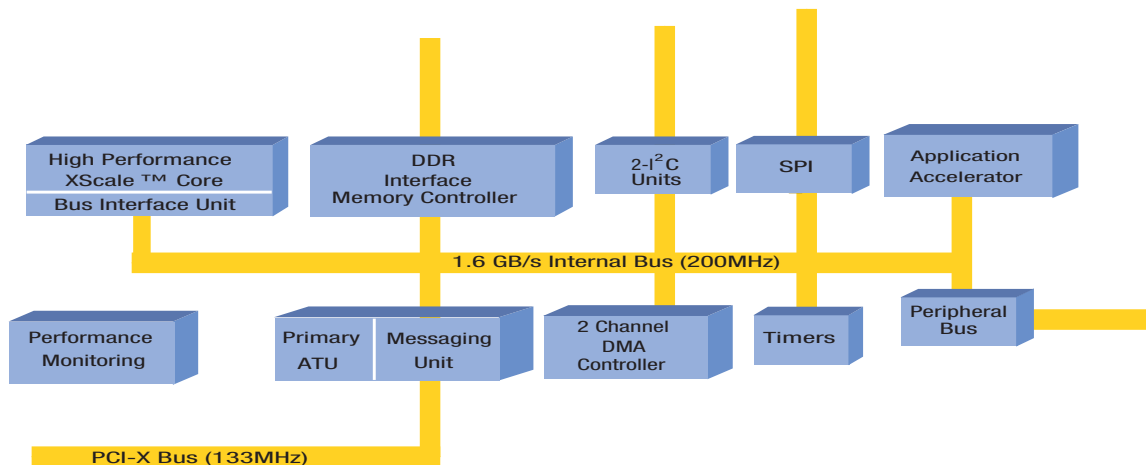 High Performance
XScale ™ Core
Bus Interface Unit
DDR
Interface
Memory Controller
2-I²C
Units
SPI
Application
Accelerator
1.6 GB/s Internal Bus (200MHz)
Performance
Monitoring
Primary
ATU
Messaging
Unit
2 Channel
DMA
Controller
Timers
Peripheral
Bus
PCI-X Bus (133MHz)